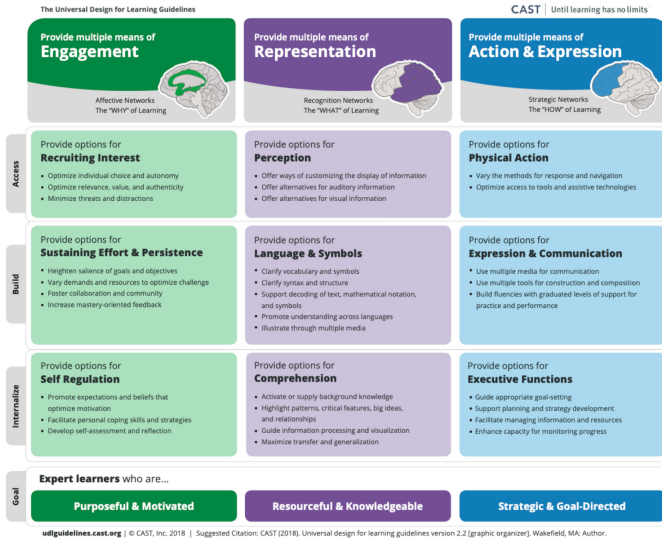 The Universal Design for Learning Guidelines
CAST | Until learning has no limits
Provide multiple means of
Engagement
Affective Networks
The "WHY" of Learning
Provide multiple means of
Representation
Recognition Networks
The "WHAT" of Learning
Provide multiple means of
Action & Expression
Strategic Networks
The "HOW" of Learning
Access
Provide options for
Recruiting Interest
• Optimize individual choice and autonomy
• Optimize relevance, value, and authenticity
• Minimize threats and distractions
Provide options for
Perception
• Offer ways of customizing the display of information
• Offer alternatives for auditory information
• Offer alternatives for visual information
Provide options for
Physical Action
• Vary the methods for response and navigation
• Optimize access to tools and assistive technologies
Build
Provide options for
Sustaining Effort & Persistence
• Heighten salience of goals and objectives
• Vary demands and resources to optimize challenge
• Foster collaboration and community
• Increase mastery-oriented feedback
Provide options for
Language & Symbols
• Clarify vocabulary and symbols
• Clarify syntax and structure
• Support decoding of text, mathematical notation,
and symbols
• Promote understanding across languages
• Illustrate through multiple media
Provide options for
Expression & Communication
• Use multiple media for communication
• Use multiple tools for construction and composition
• Build fluencies with graduated levels of support for
practice and performance
Internalize
Provide options for
Self Regulation
• Promote expectations and beliefs that
optimize motivation
• Facilitate personal coping skills and strategies
• Develop self-assessment and reflection
Provide options for
Comprehension
• Activate or supply background knowledge
• Highlight patterns, critical features, big ideas,
and relationships
• Guide information processing and visualization
• Maximize transfer and generalization
Provide options for
Executive Functions
• Guide appropriate goal-setting
• Support planning and strategy development
• Facilitate managing information and resources
• Enhance capacity for monitoring progress
Goal
Expert learners who are...
Purposeful & Motivated
Resourceful & Knowledgeable
Strategic & Goal-Directed
udlguidelines.cast.org | © CAST, Inc. 2018 | Suggested Citation: CAST (2018). Universal design for learning guidelines version 2.2 [graphic organizer]. Wakefield, MA: Author.